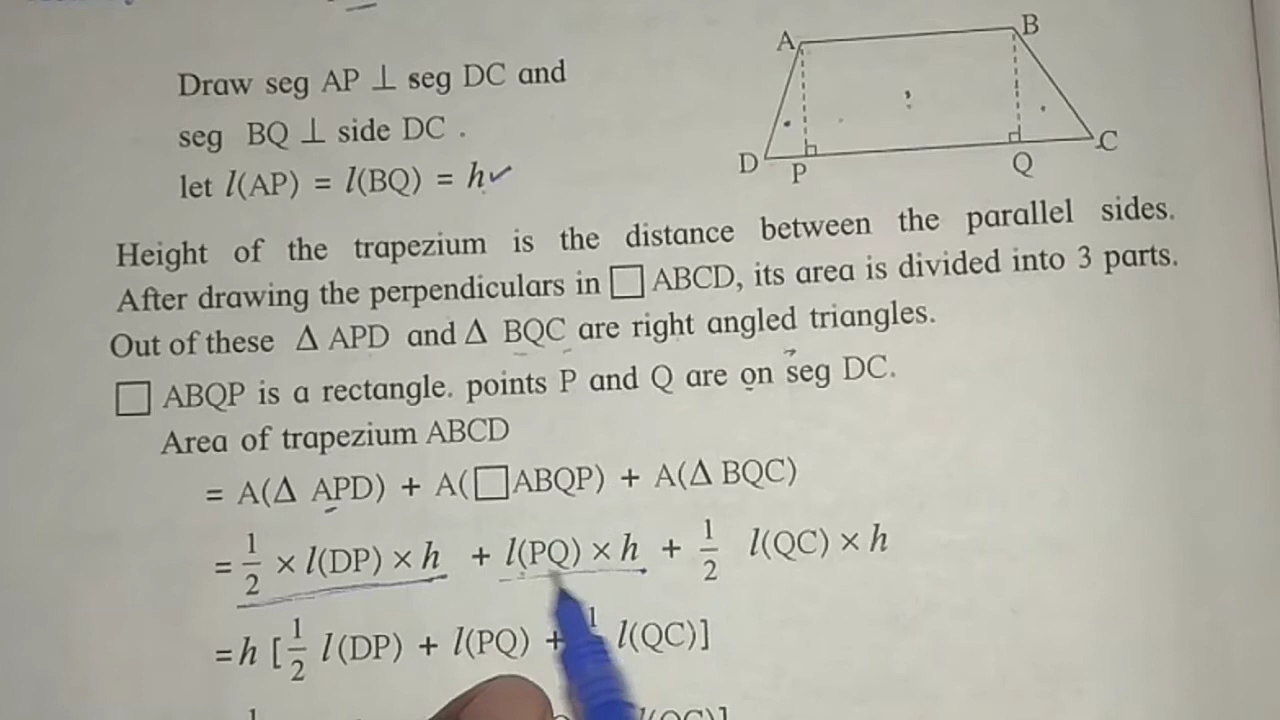 A
B
Draw seg AP ⊥ seg DC and
seg BQ ⊥ side DC .
let l(AP) = l(BQ) = h✓
D
P
Q
C
Height of the trapezium is the distance between the parallel sides.
After drawing the perpendiculars in □ ABCD, its area is divided into 3 parts.
Out of these Δ APD and Δ BQC are right angled triangles.
□ ABQP is a rectangle. points P and Q are on seg DC.
Area of trapezium ABCD
= A(Δ APD) + A(□ABQP) + A(Δ BQC)
= 1/2 × l(DP) × h + l(PQ) × h + 1/2 l(QC) × h
= h [1/2 l(DP) + l(PQ) + l(QC)]
l(QC)]